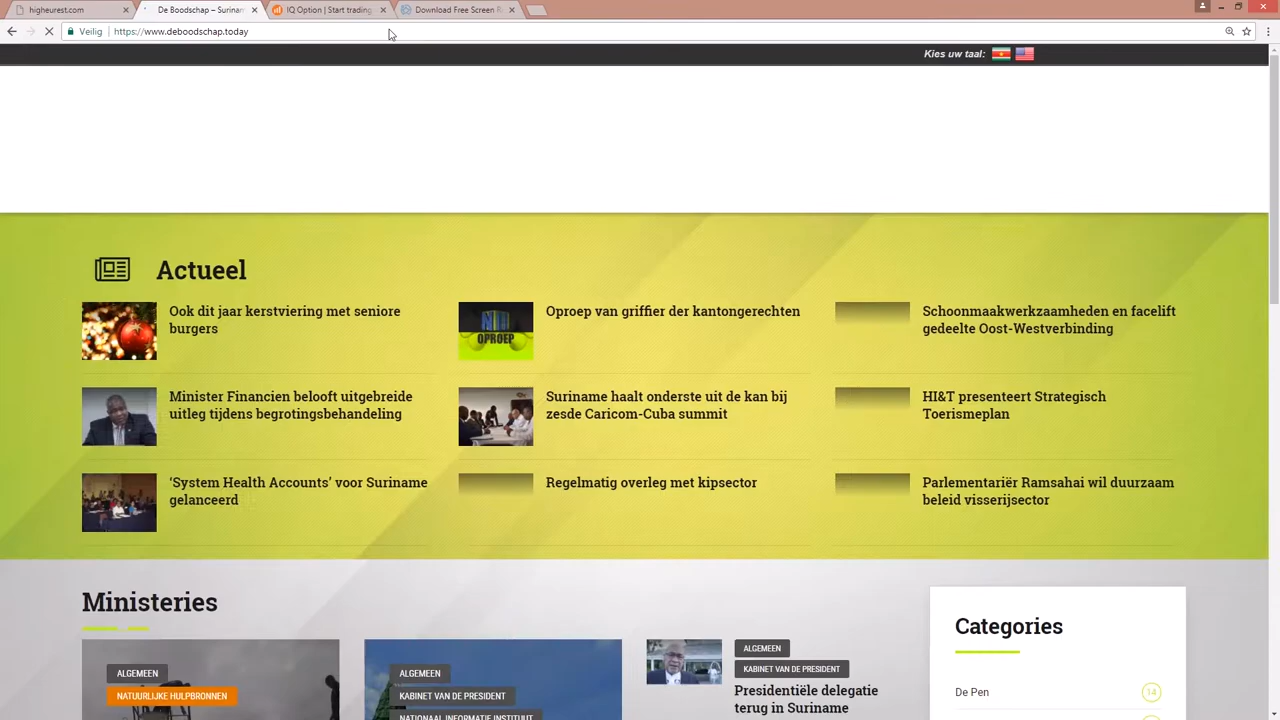 higheurest.com
De Boodschap – Surinam
IQ Option | Start trading
Download Free Screen R
Veilig
https://www.deboodschap.today
Kies uw taal:
Actueel
Ook dit jaar kerstviering met seniore
burgers
Oproep van griffier der kantongerechten
Schoonmaakwerkzaamheden en facelift
gedeelte Oost-Westverbinding
OPROEP
Minister Financien belooft uitgebreide
uitleg tijdens begrotingsbehandeling
Suriname haalt onderste uit de kan bij
zesde Caricom-Cuba summit
HI&T presenteert Strategisch
Toerismeplan
‘System Health Accounts’ voor Suriname
gelanceerd
Regelmatig overleg met kipsector
Parlementariër Ramsahai wil duurzaam
beleid visserijsector
Ministeries
Categories
ALGEMEEN
NATUURLIJKE HULPBRONNEN
ALGEMEEN
KABINET VAN DE PRESIDENT
NATIONAAL INFORMATIE INSTITUUT
ALGEMEEN
KABINET VAN DE PRESIDENT
Presidentiële delegatie
terug in Suriname
De Pen
14